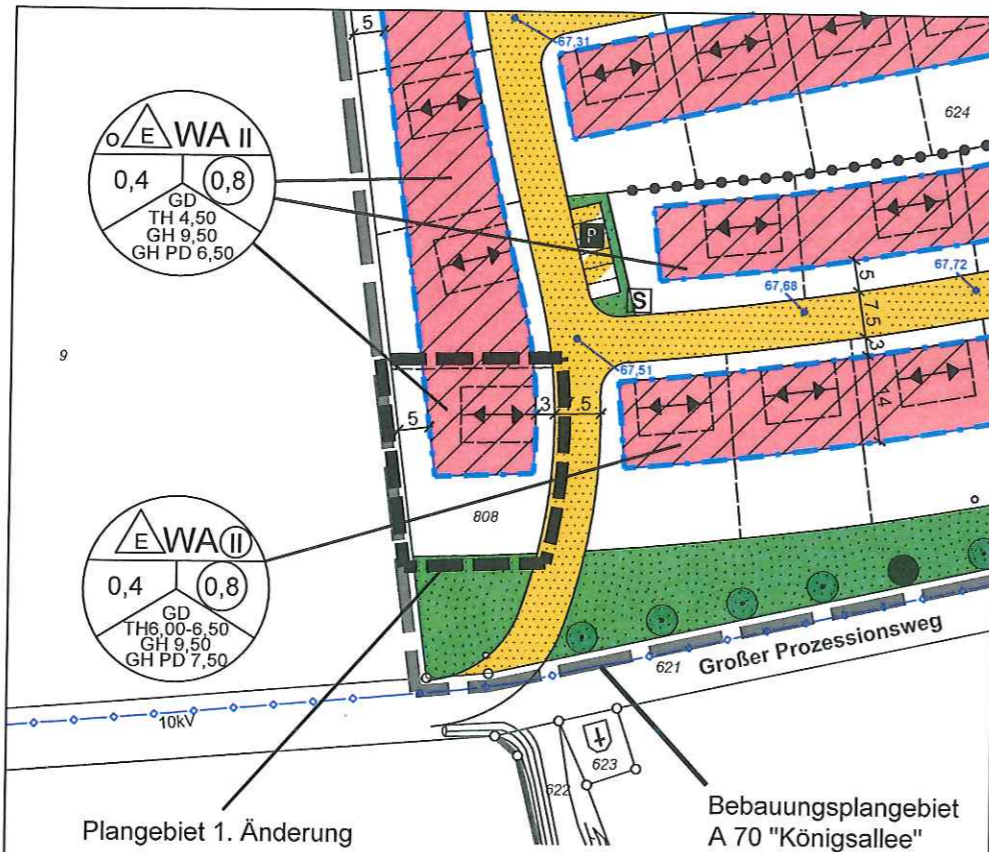 5
67,31
624
o E WA II
0,4 0,8
GD
TH 4,50
GH 9,50
GH PD 6,50
P
S
5
67,68
67,72
7,5
3
14
9
67,51
3
7.5
5
808
E WA II
0,4 0,8
GD
TH6,00-6,50
GH 9,50
GH PD 7,50
Großer Prozessionsweg
621
10kV
623
622
Plangebiet 1. Änderung
Bebauungsplangebiet
A 70 "Königsallee"